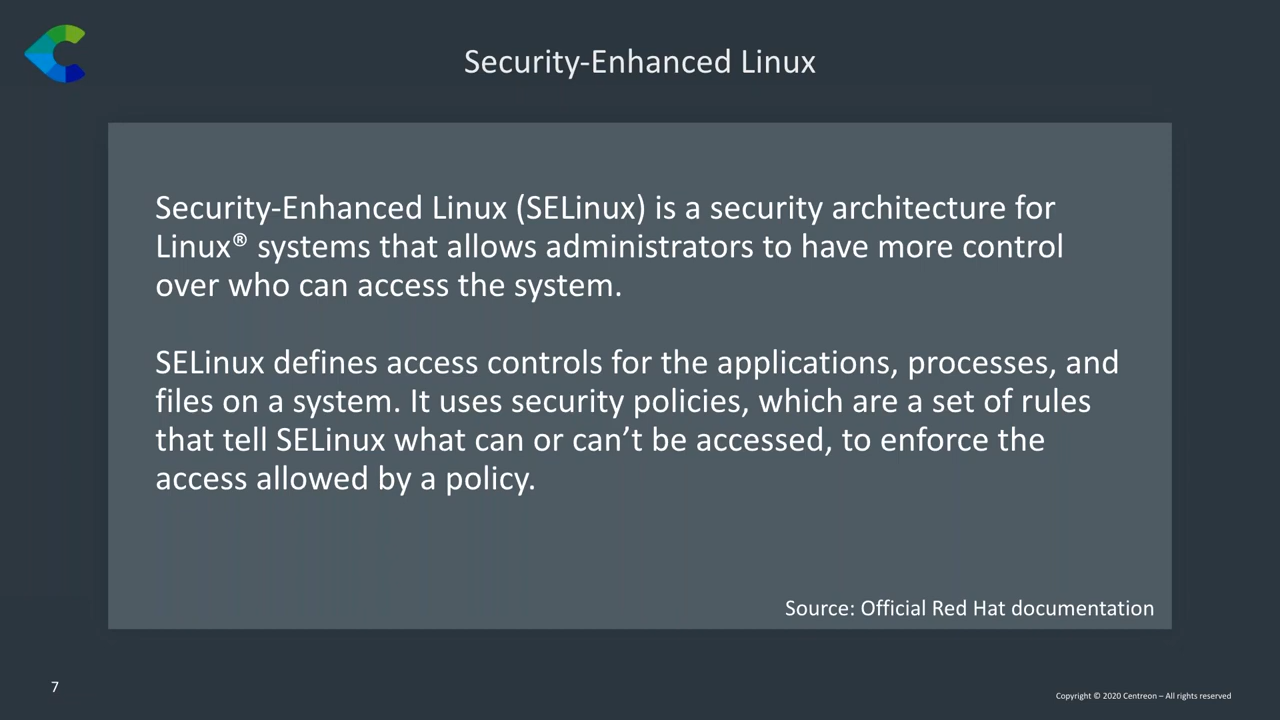 Security-Enhanced Linux
Security-Enhanced Linux (SELinux) is a security architecture for
Linux® systems that allows administrators to have more control
over who can access the system.
SELinux defines access controls for the applications, processes, and
files on a system. It uses security policies, which are a set of rules
that tell SELinux what can or can’t be accessed, to enforce the
access allowed by a policy.
Source: Official Red Hat documentation
7
Copyright © 2020 Centreon – All rights reserved